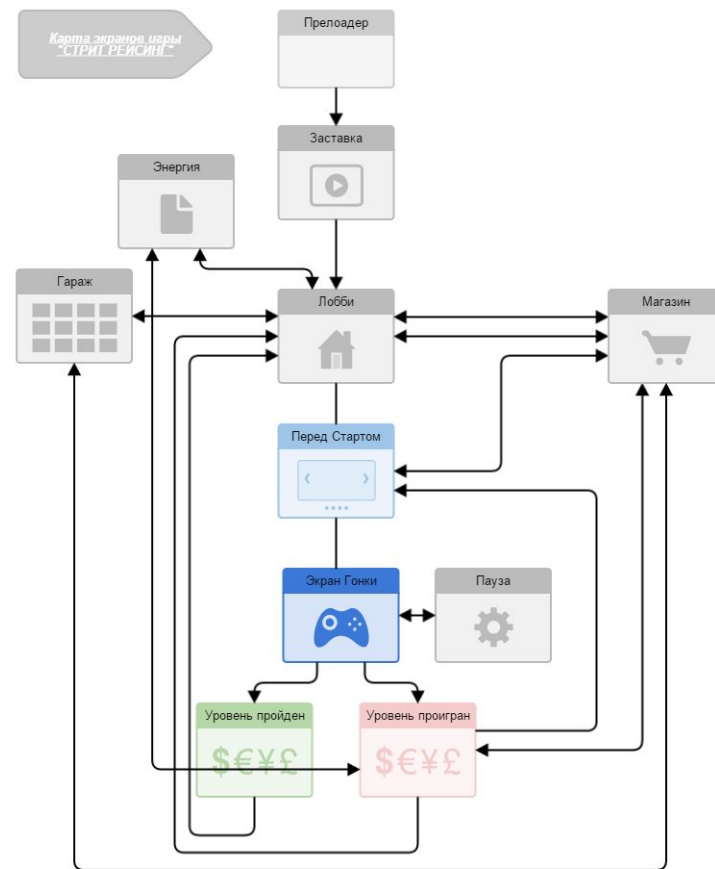 Карта экранов игры
"СТРИТ РЕЙСИНГ"
Прелоадер
Заставка
Энергия
Гараж
Лобби
Магазин
Перед Стартом
Экран Гонки
Пауза
Уровень пройден
Уровень проигран
$€¥£
$€¥£